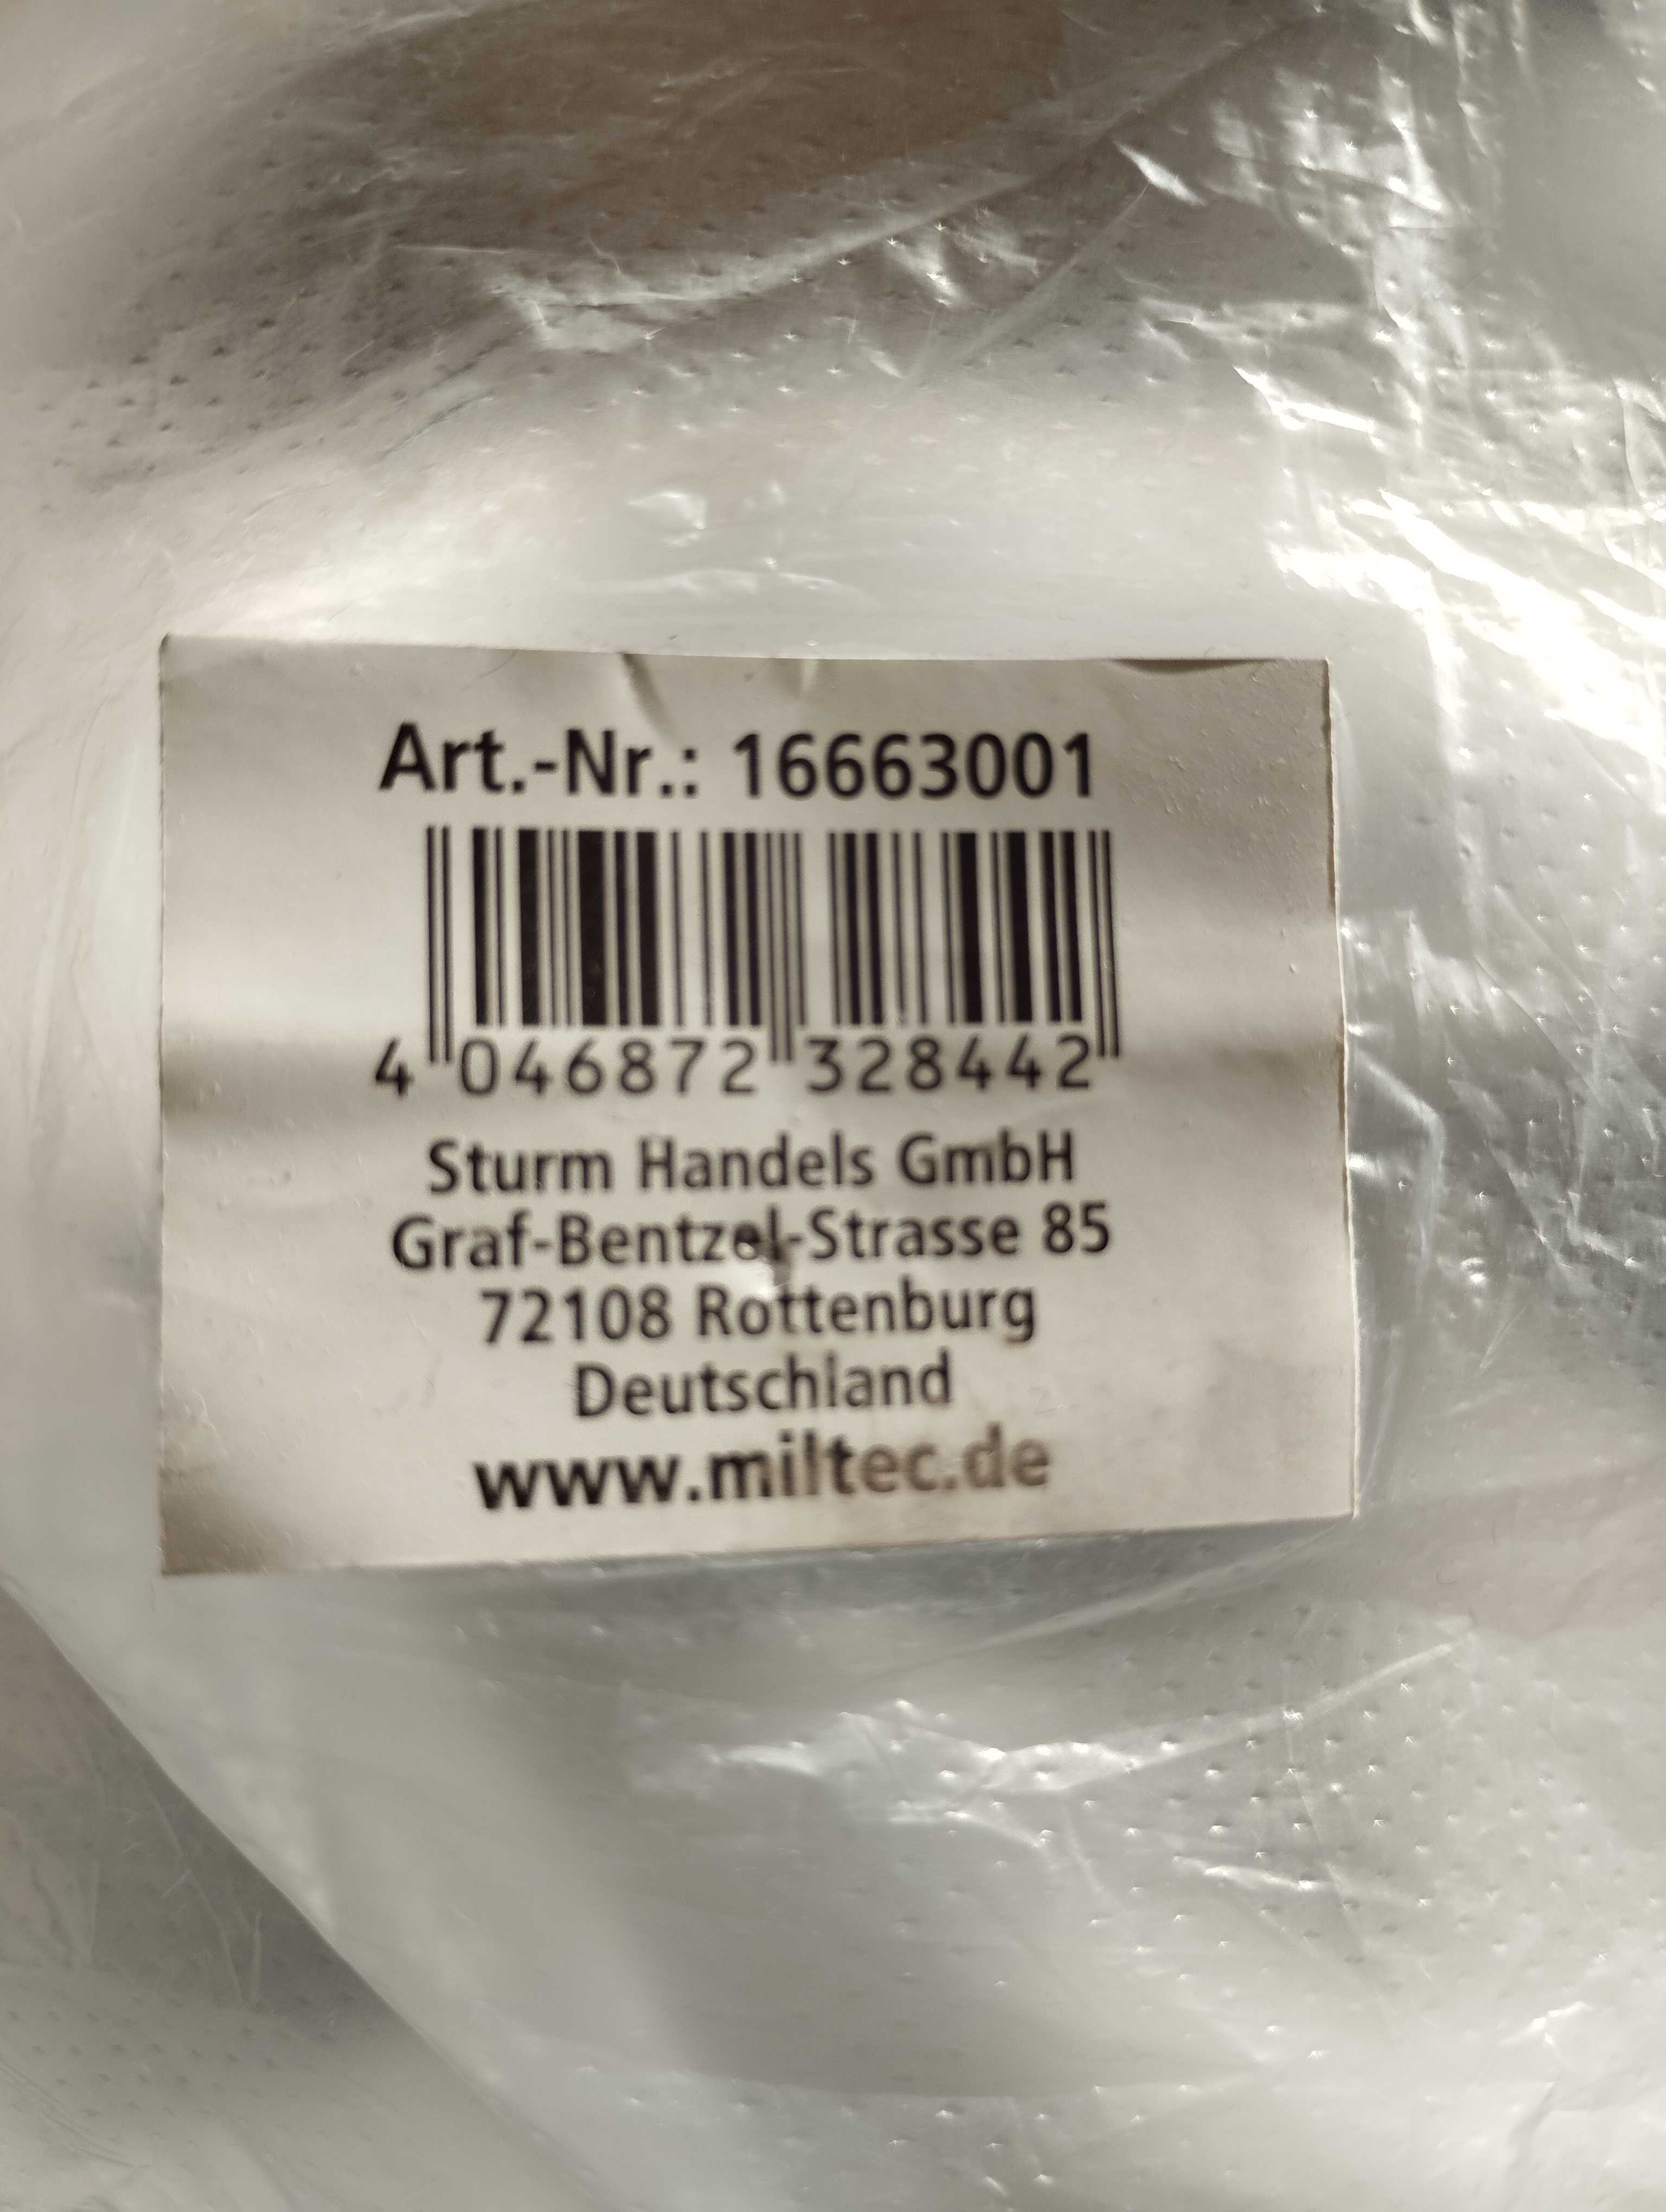 Art.-Nr.: 16663001
4 046872 328442
Sturm Handels GmbH
Graf-Bentzel-Strasse 85
72108 Rottenburg
Deutschland
www.miltec.de